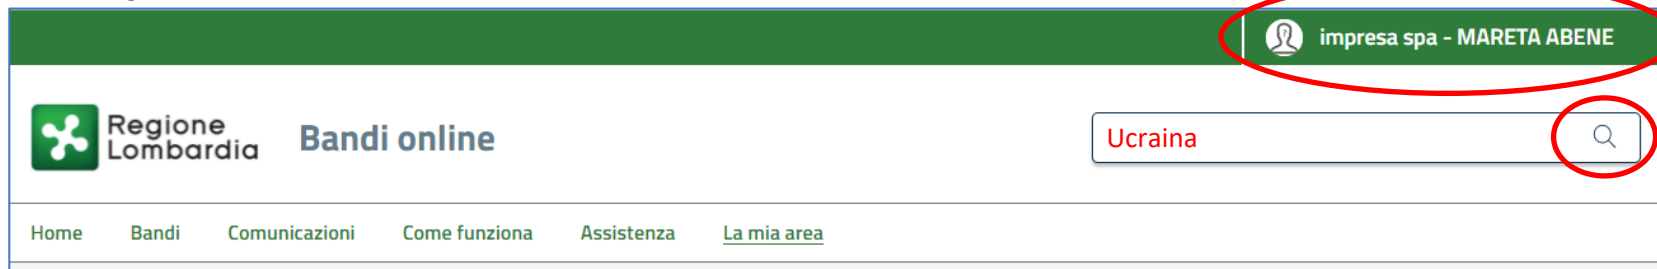 impresa spa - MARETA ABENE
Regione
Lombardia
Bandi online
Ucraina
Home Bandi Comunicazioni Come funziona Assistenza La mia area